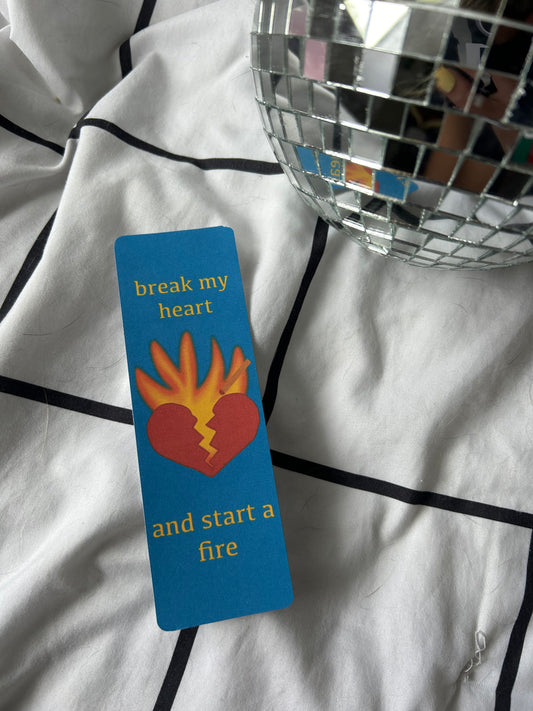 break my
heart
and start a
fire